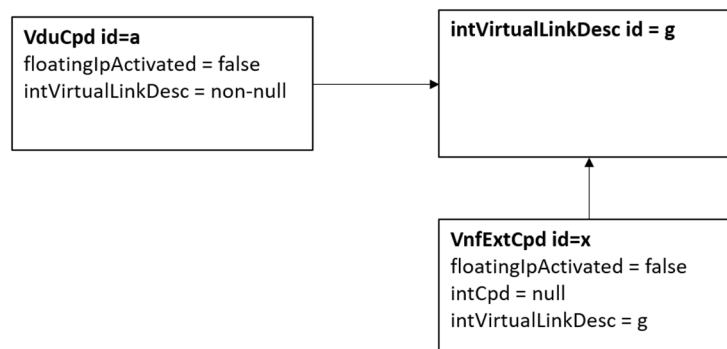 VduCpd id=a
floatingIpActivated = false
intVirtualLinkDesc = non-null
intVirtualLinkDesc id = g
VnfExtCpd id=x
floatingIpActivated = false
intCpd = null
intVirtualLinkDesc = g